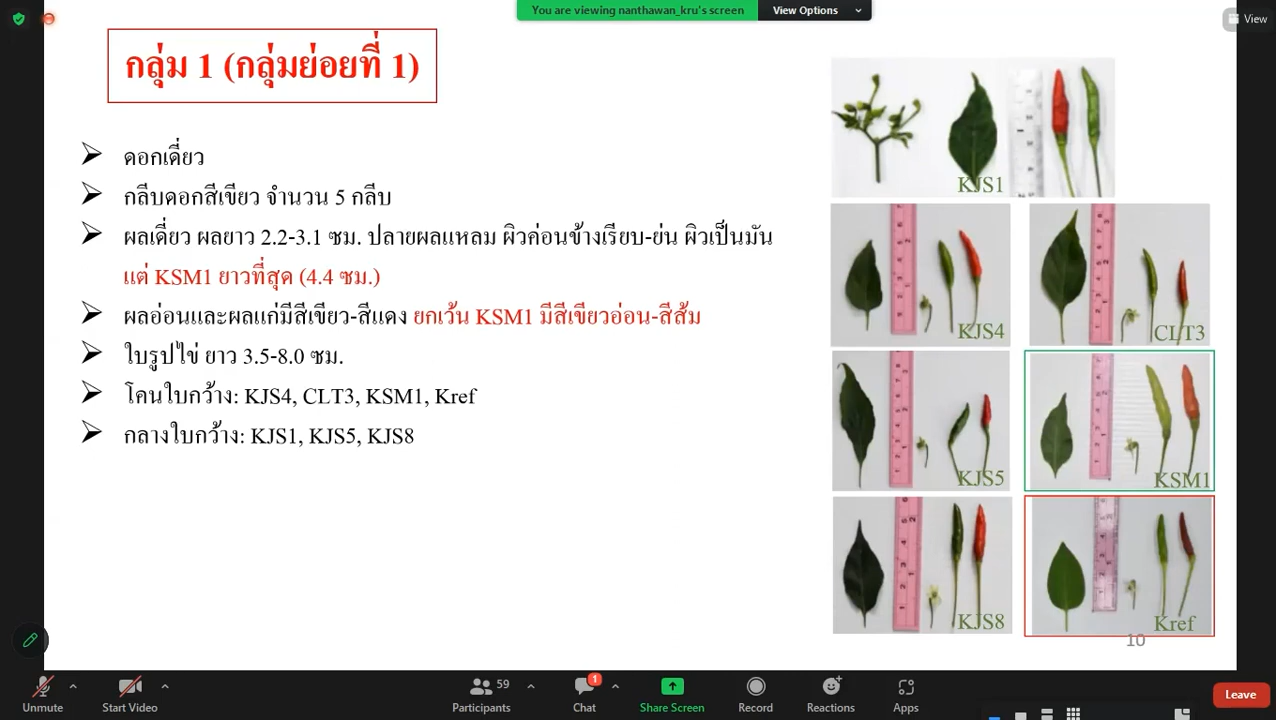 You are viewing nanthawan_kru's screen
View Options
View
กลุ่ม 1 (กลุ่มย่อยที่ 1)
ดอกเดี่ยว
กลีบดอกสีเขียว จำนวน 5 กลีบ
ผลเดี่ยว ผลยาว 2.2-3.1 ซม. ปลายผลแหลม ผิวค่อนข้างเรียบ-ย่น ผิวเป็นมัน
แต่ KSM1 ยาวที่สุด (4.4 ซม.)
ผลอ่อนและผลแก่มีสีเขียว-สีแดง ยกเว้น KSM1 มีสีเขียวอ่อน-สีส้ม
ใบรูปไข่ ยาว 3.5-8.0 ซม.
โคนใบกว้าง: KJS4, CLT3, KSM1, Kref
กลางใบกว้าง: KJS1, KJS5, KJS8
KJS1
KJS4
CLT3
KJS5
KSM1
KJS8
Kref
10
Unmute
Start Video
59
Participants
1
Chat
Share Screen
Record
Reactions
Apps
Leave